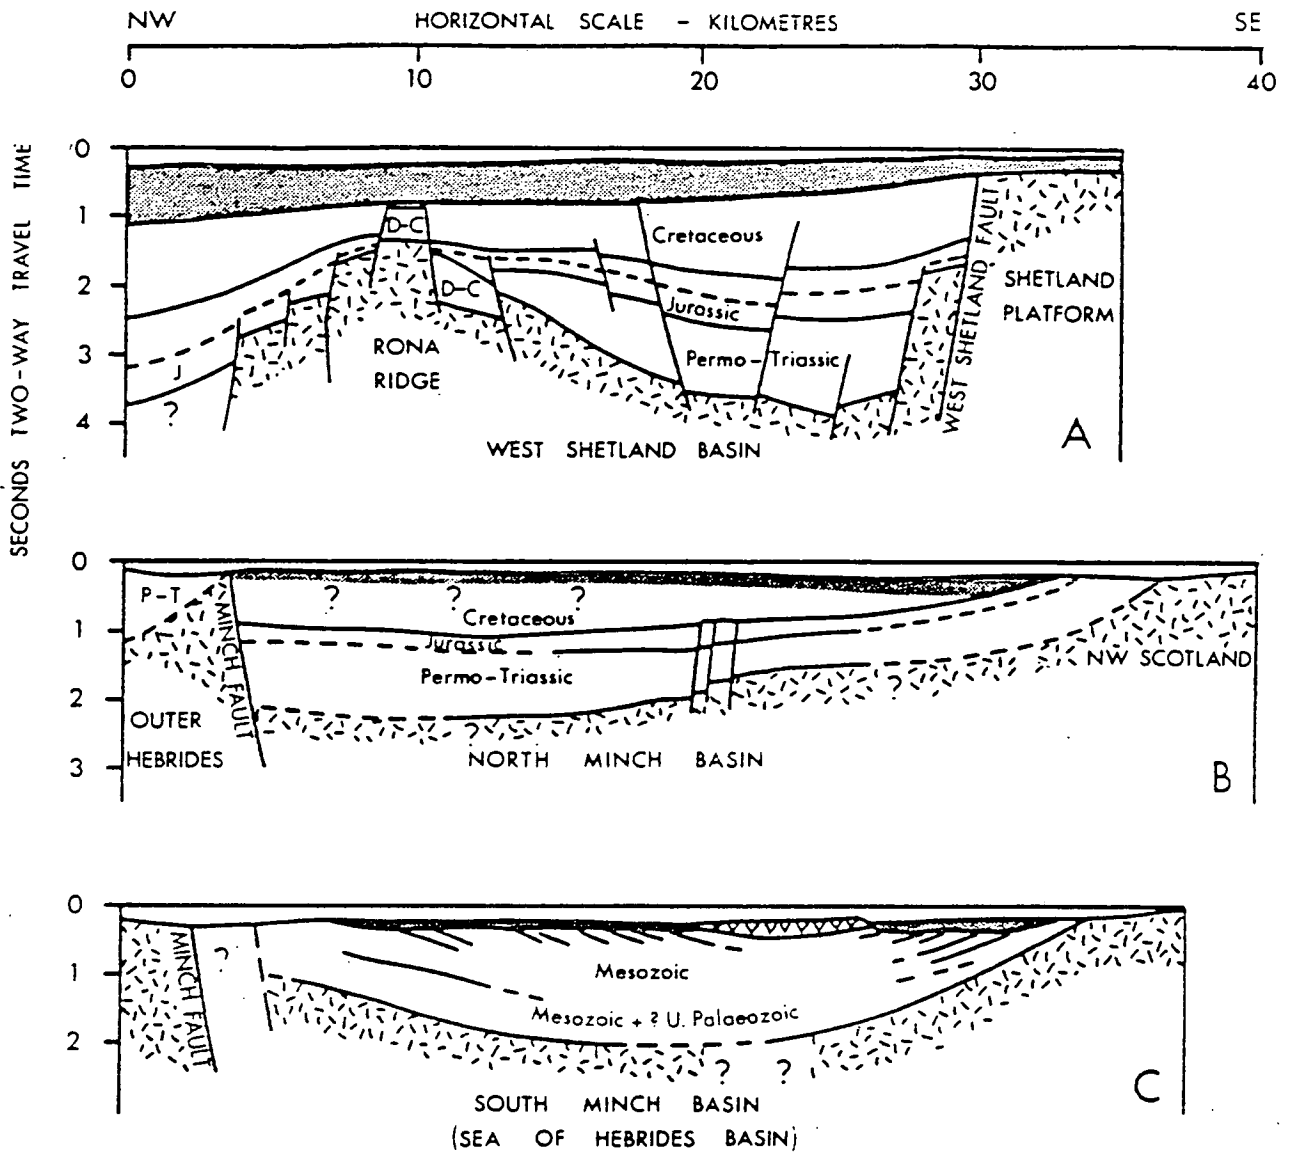 NW HORIZONTAL SCALE – KILOMETRES SE
0 10 20 30 40
SECONDS TWO-WAY TRAVEL TIME
0
1
2
3
4
D-C
Cretaceous
D-C
Jurassic
Permo-Triassic
J
?
RONA
RIDGE
WEST SHETLAND FAULT
SHETLAND
PLATFORM
WEST SHETLAND BASIN
A
0
1
2
3
P-T
MINCH FAULT
? ? ?
Cretaceous
Jurassic
Permo-Triassic
NW SCOTLAND
?
?
OUTER
HEBRIDES
NORTH MINCH BASIN
B
0
1
2
MINCH FAULT
?
Mesozoic
Mesozoic + ? U. Palaeozoic
? ?
SOUTH MINCH BASIN
(SEA OF HEBRIDES BASIN)
C